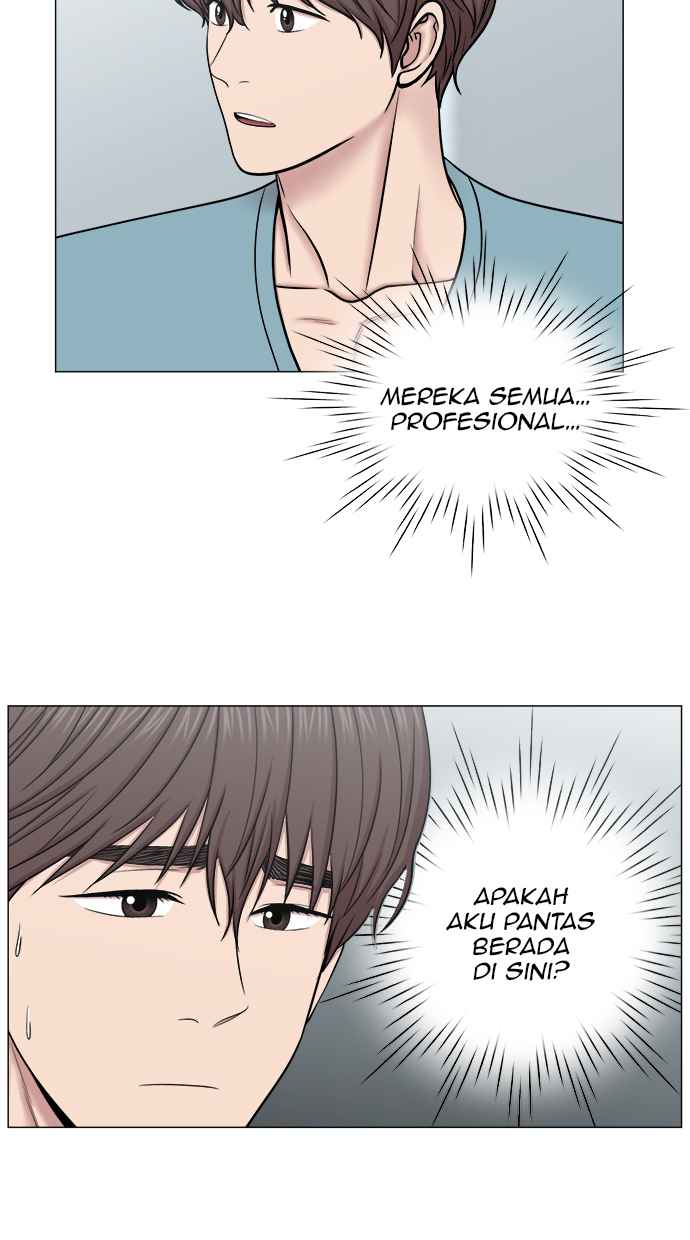 MEREKA SEMUA...
PROFESIONAL...
APAKAH
AKU PANTAS
BERADA
DI SINI?